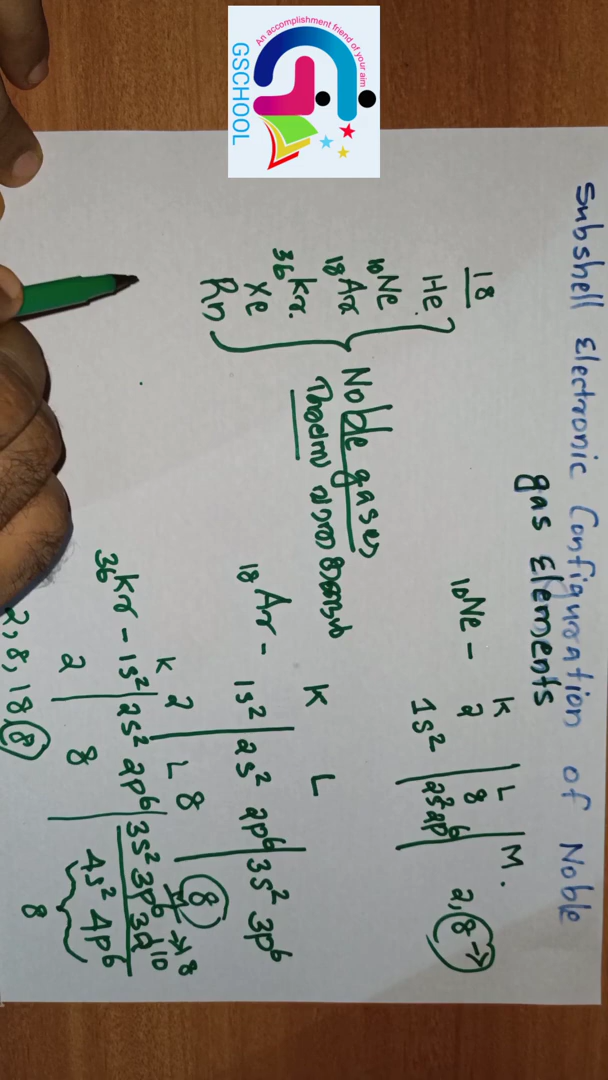 An accomplishment friend of your aim
GSCHOOL
Subshell Electronic Configuration of Noble
gas Elements
18
He
10Ne
18Ar
36Kr.
Xe
Rn
Noble gases
10Ne -
K L M.
2 8
1s² 2s²2p⁶
2, 8 →
18Ar -
K L
1s² 2s² 2p⁶ 3s² 3p⁶
2 8 8
K L M → 18
36Kr - 1s² 2s² 2p⁶ 3s² 3p⁶ 3d¹⁰
4s² 4p⁶
2 8
8
2, 8, 18, 8